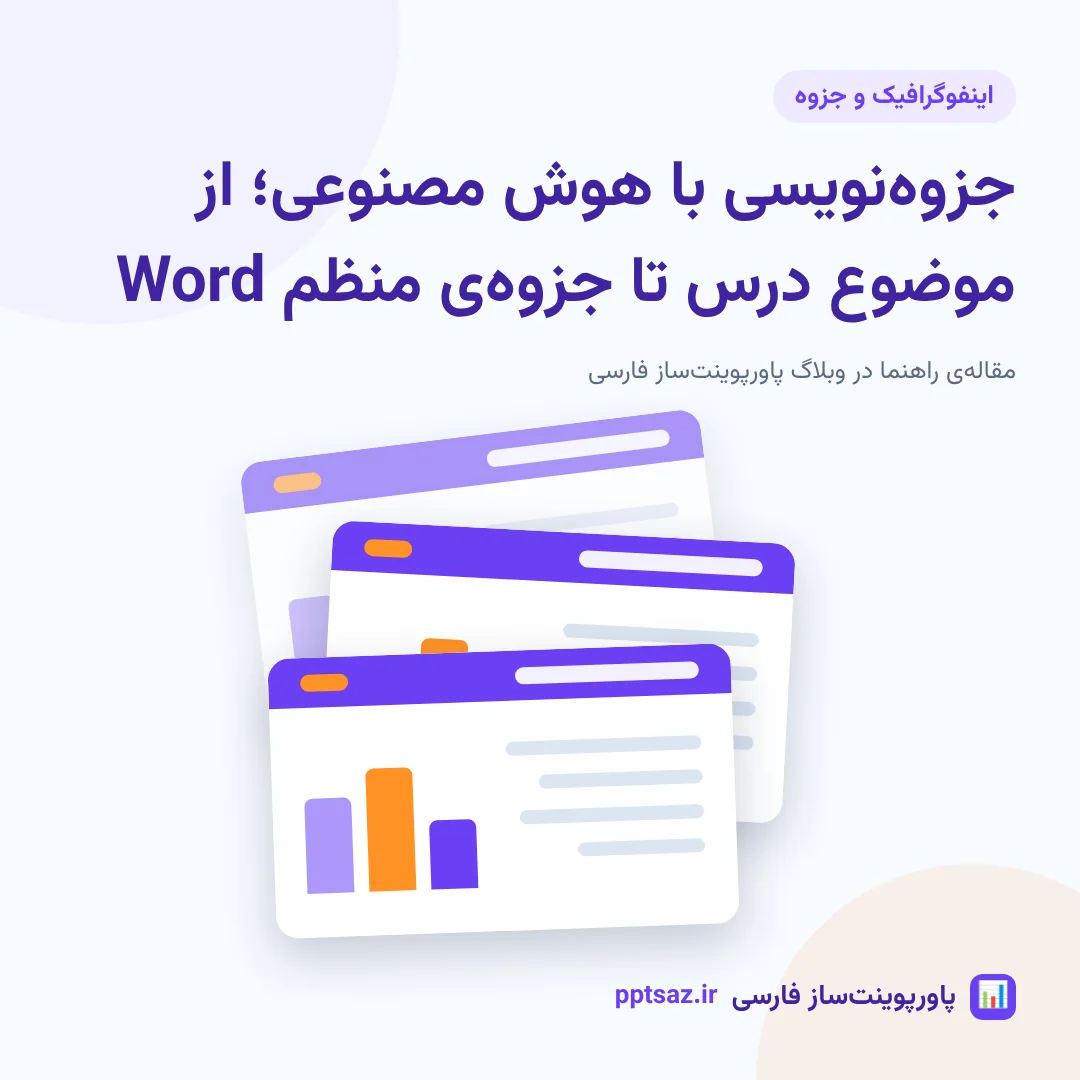 اینفوگرافیک و جزوه
جزوه‌نویسی با هوش مصنوعی؛ از
موضوع درس تا جزوه‌ی منظم Word
مقاله‌ی راهنما در وبلاگ پاورپوینت‌ساز فارسی
پاورپوینت‌ساز فارسی pptsaz.ir